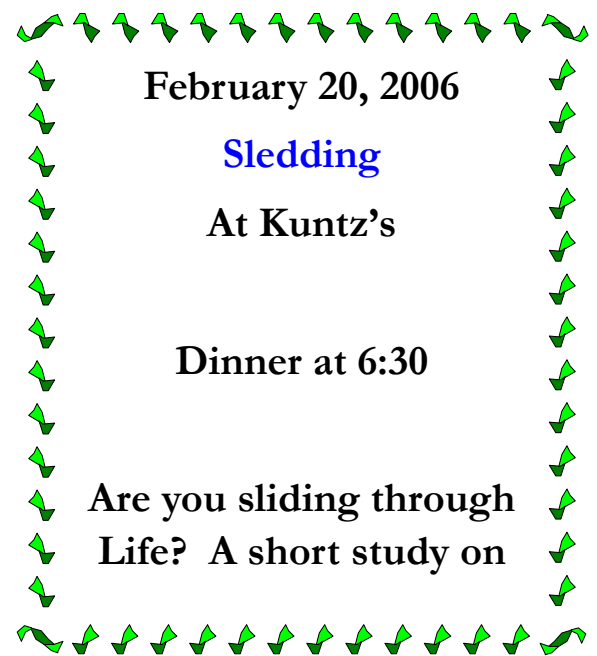 February 20, 2006
Sledding
At Kuntz’s
Dinner at 6:30
Are you sliding through
Life?  A short study on